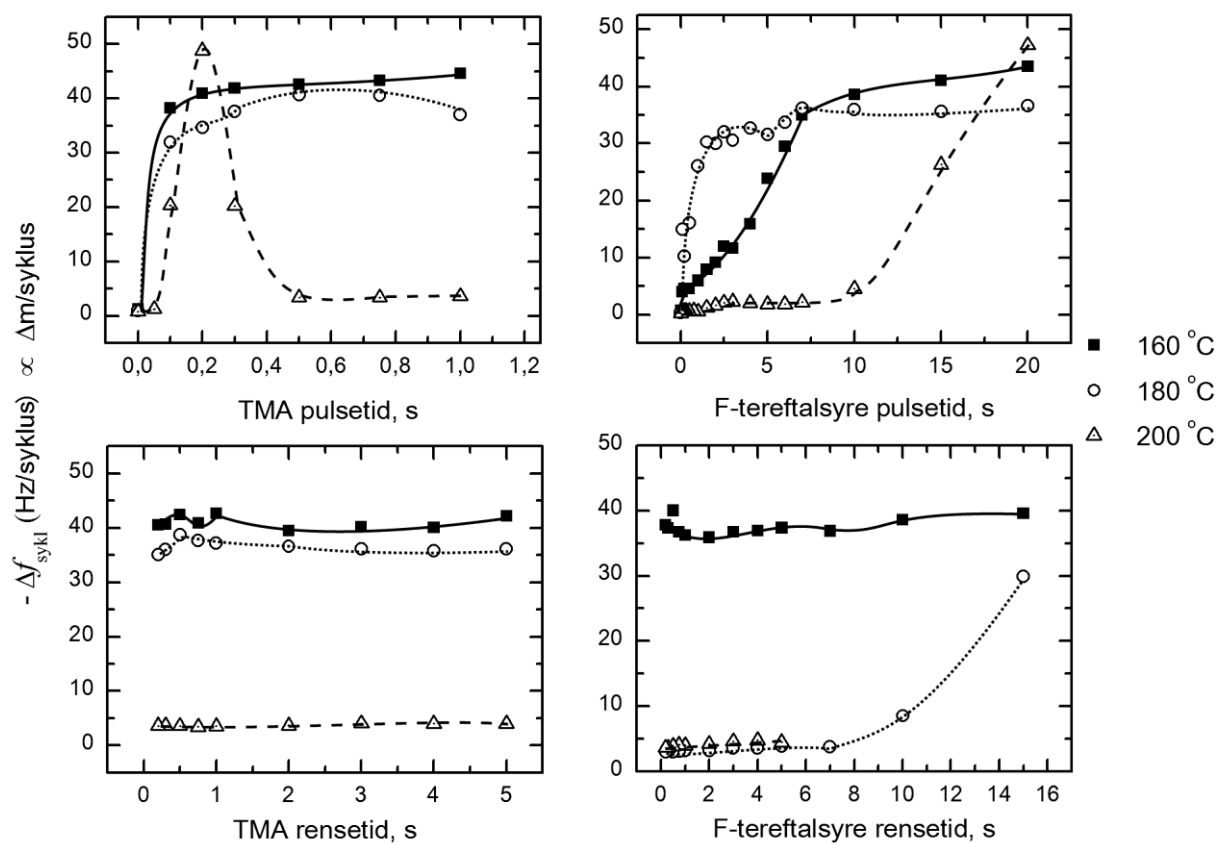 - Δf_sykl (Hz/syklus) ∝ Δm/syklus
50
40
30
20
10
0
0,0 0,2 0,4 0,6 0,8 1,0 1,2
TMA pulsetid, s
50
40
30
20
10
0
0 5 10 15 20
F-tereftalsyre pulsetid, s
160 °C
180 °C
200 °C
50
40
30
20
10
0
0 1 2 3 4 5
TMA rensetid, s
50
40
30
20
10
0
0 2 4 6 8 10 12 14 16
F-tereftalsyre rensetid, s